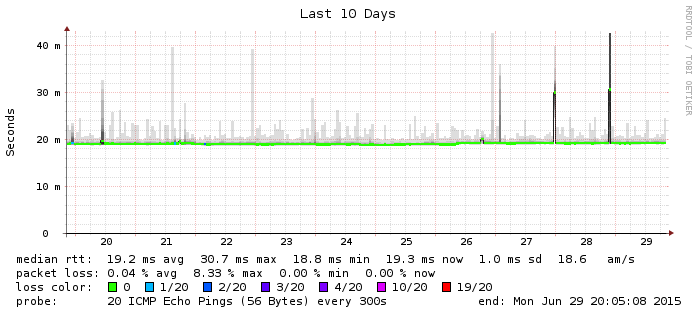 Last 10 Days
RRDTOOL / TOBI OETIKER
Seconds
40 m
30 m
20 m
10 m
0
20 21 22 23 24 25 26 27 28 29
median rtt: 19.2 ms avg 30.7 ms max 18.8 ms min 19.3 ms now 1.0 ms sd 18.6 am/s
packet loss: 0.04 % avg 8.33 % max 0.00 % min 0.00 % now
loss color: 0 1/20 2/20 3/20 4/20 10/20 19/20
probe: 20 ICMP Echo Pings (56 Bytes) every 300s end: Mon Jun 29 20:05:08 2015